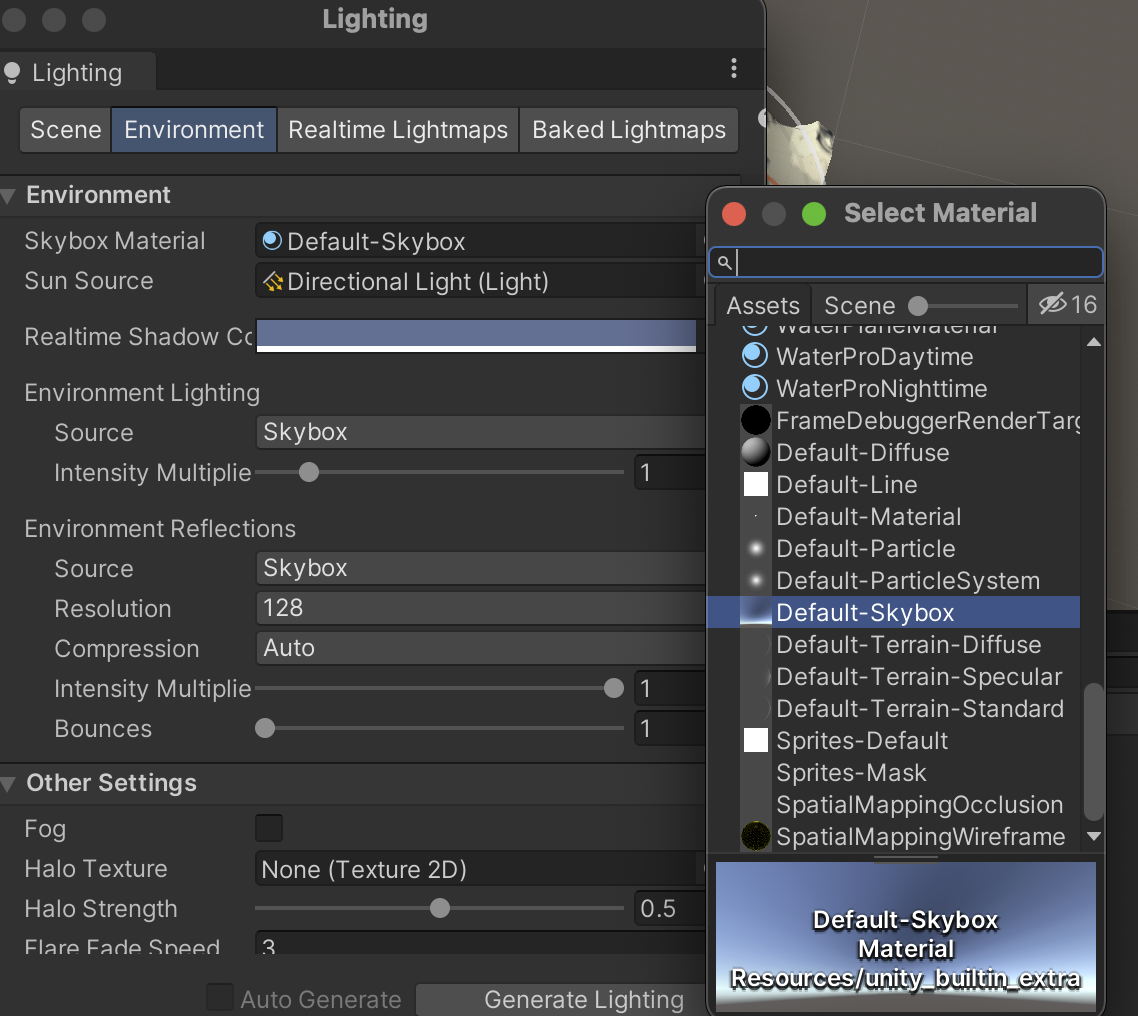 Lighting
Lighting
Scene
Environment
Realtime Lightmaps
Baked Lightmaps
Environment
Skybox Material
Default-Skybox
Sun Source
Directional Light (Light)
Realtime Shadow Co
Environment Lighting
Source
Skybox
Intensity Multiplie
1
Environment Reflections
Source
Skybox
Resolution
128
Compression
Auto
Intensity Multiplie
1
Bounces
1
Other Settings
Fog
Halo Texture
None (Texture 2D)
Halo Strength
0.5
Flare Fade Speed
3
Auto Generate
Generate Lighting
Select Material
Assets
Scene
16
WaterPlaneMaterial
WaterProDaytime
WaterProNighttime
FrameDebuggerRenderTarg
Default-Diffuse
Default-Line
Default-Material
Default-Particle
Default-ParticleSystem
Default-Skybox
Default-Terrain-Diffuse
Default-Terrain-Specular
Default-Terrain-Standard
Sprites-Default
Sprites-Mask
SpatialMappingOcclusion
SpatialMappingWireframe
Default-Skybox
Material
Resources/unity_builtin_extra